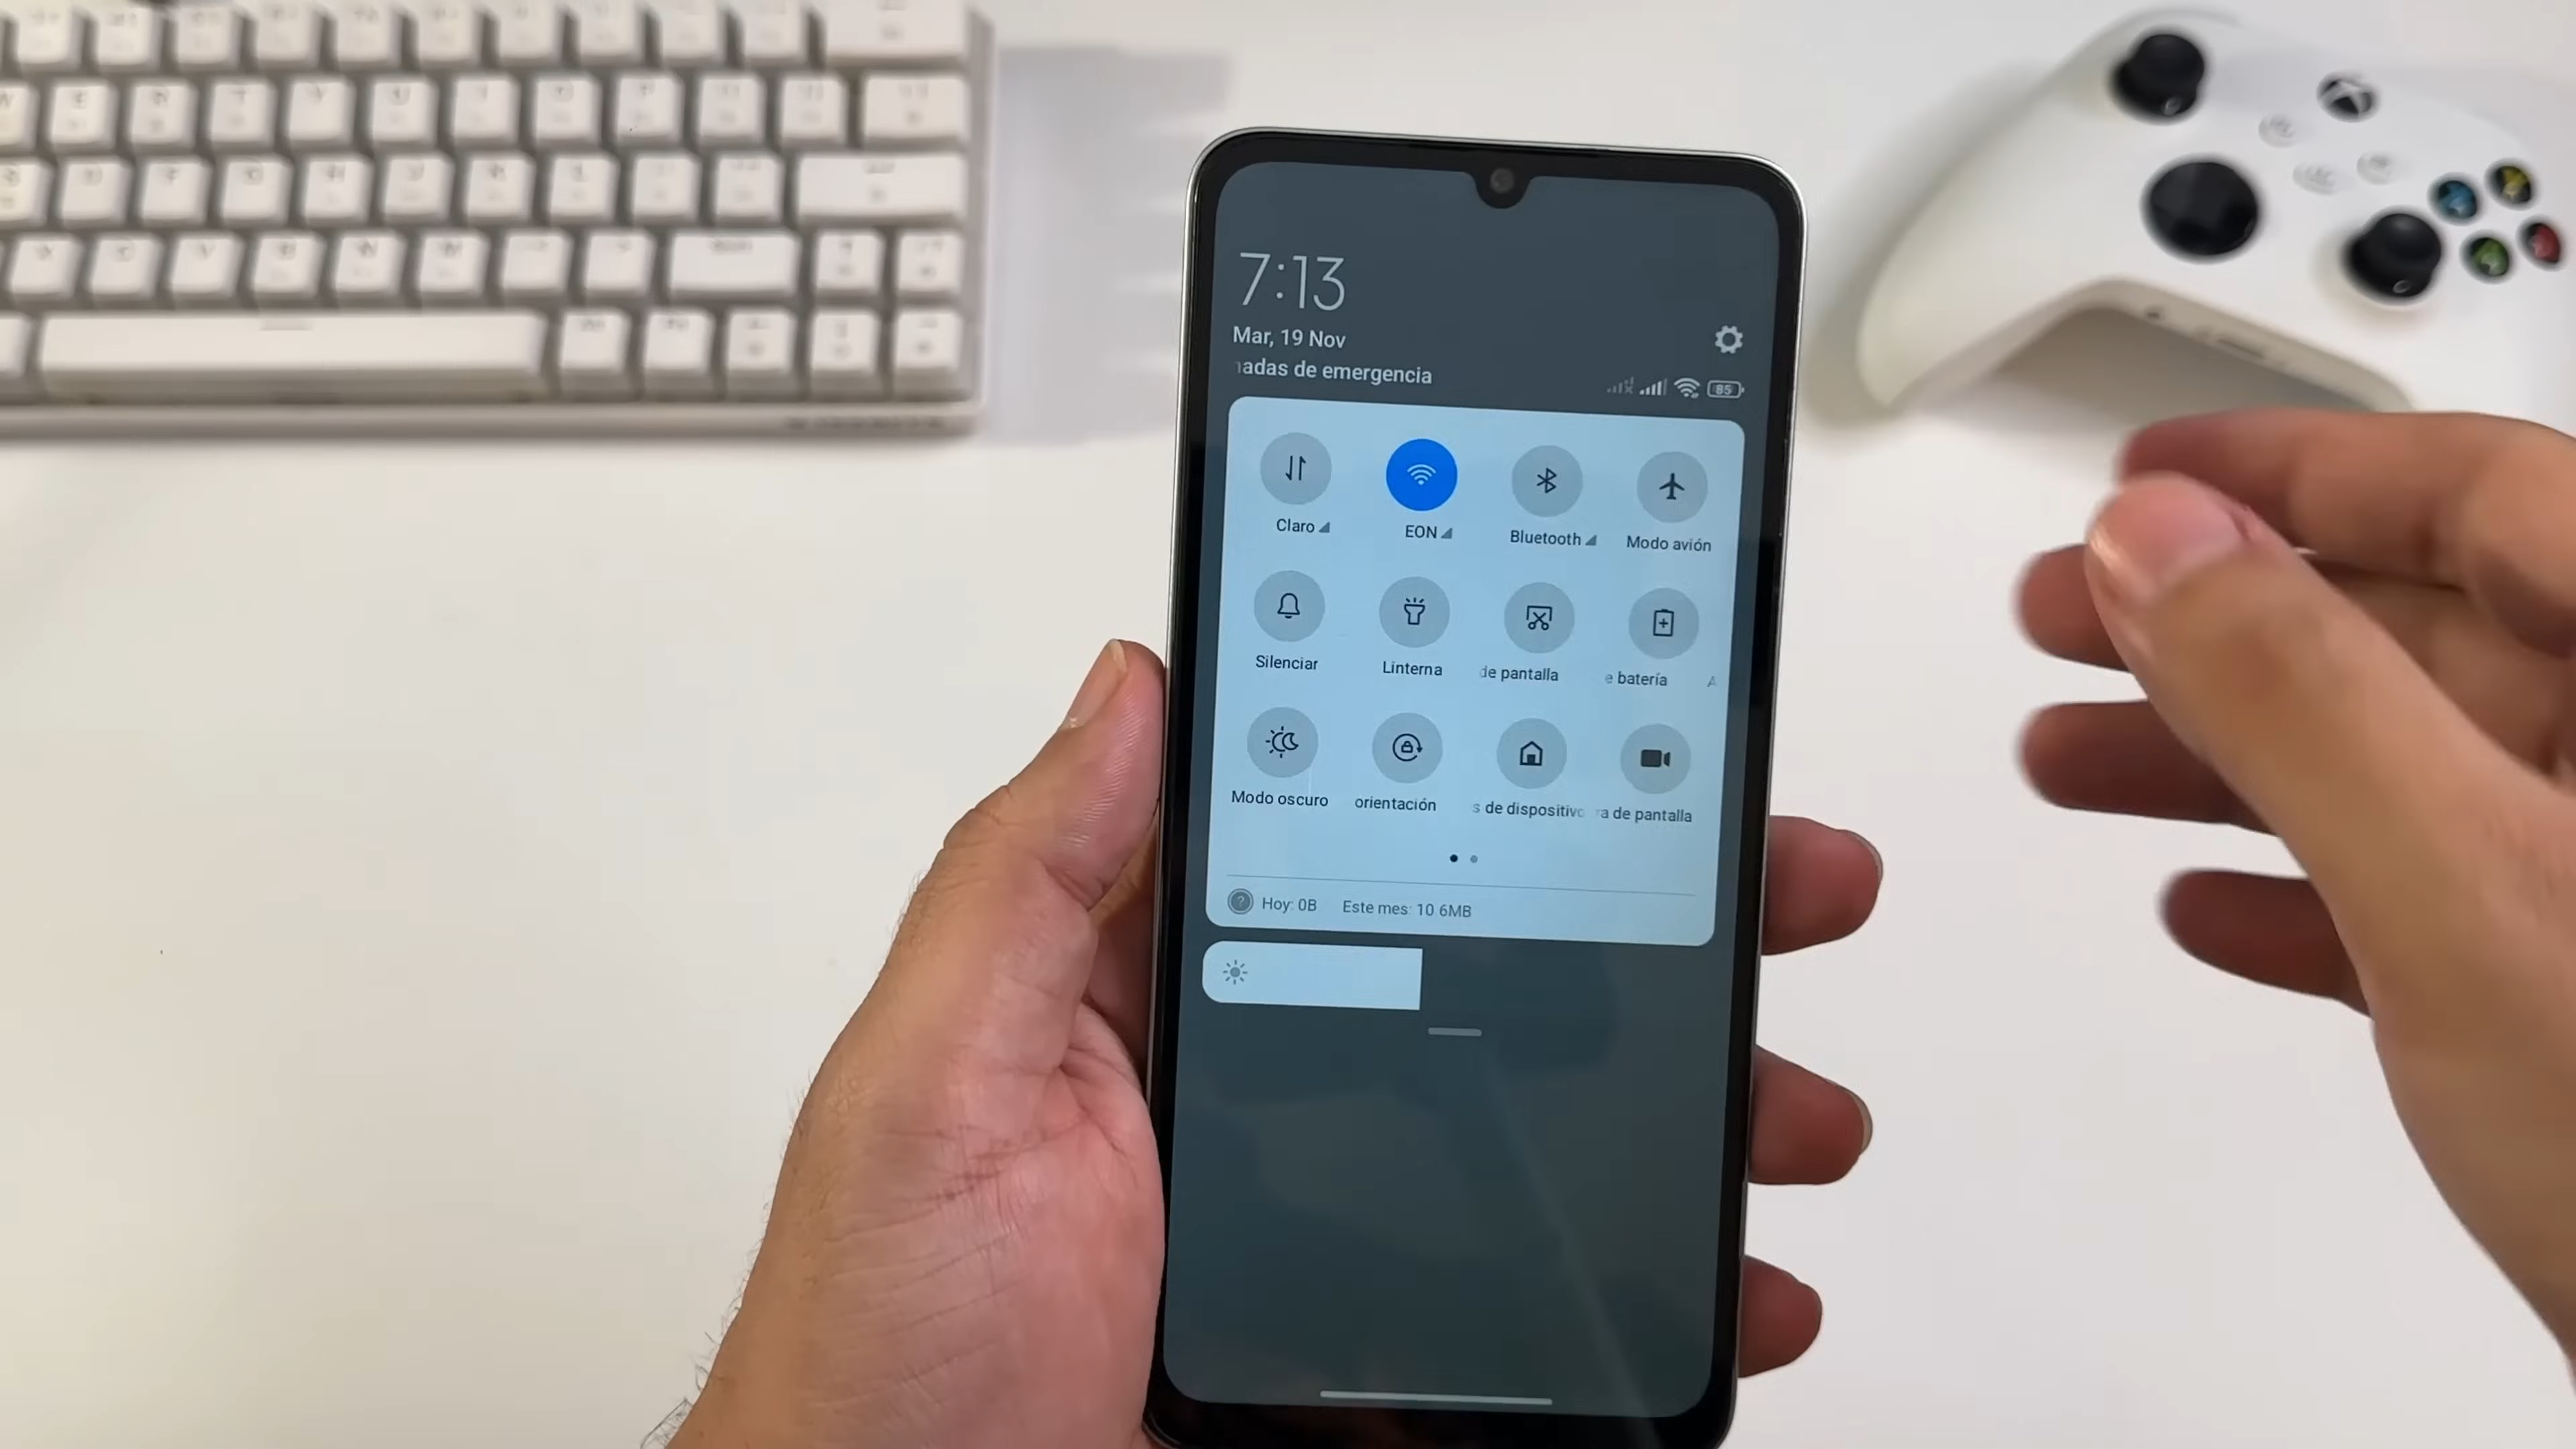 7:13
Mar, 19 Nov
adas de emergencia
85
Claro
EON
Bluetooth
Modo avión
Silenciar
Linterna
de pantalla
e batería
A
Modo oscuro
orientación
s de dispositivo
a de pantalla
Hoy: 0B Este mes: 10.6MB